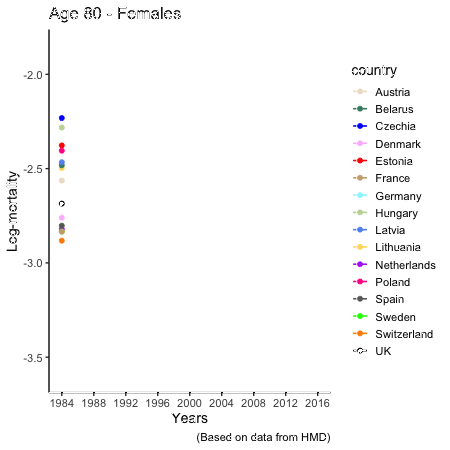 Age 80 - Females
-2.0
-2.5
-3.0
-3.5
Log-mortality
1984 1988 1992 1996 2000 2004 2008 2012 2016
Years
(Based on data from HMD)
country
Austria
Belarus
Czechia
Denmark
Estonia
France
Germany
Hungary
Latvia
Lithuania
Netherlands
Poland
Spain
Sweden
Switzerland
UK